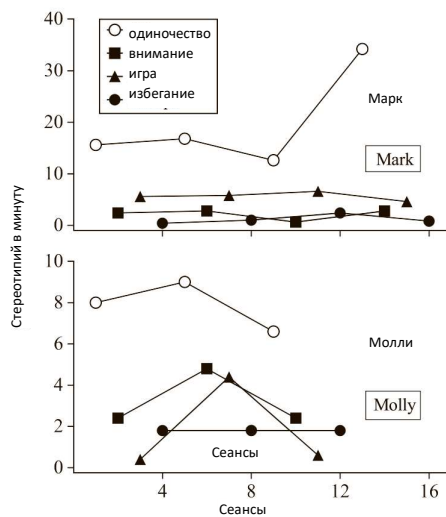 40
30
20
10
0
одиночество
внимание
игра
избегание
Марк
Mark
Стереотипий в минуту
10
8
6
4
2
0
Молли
Molly
Сеансы
4 8 12 16
Сеансы